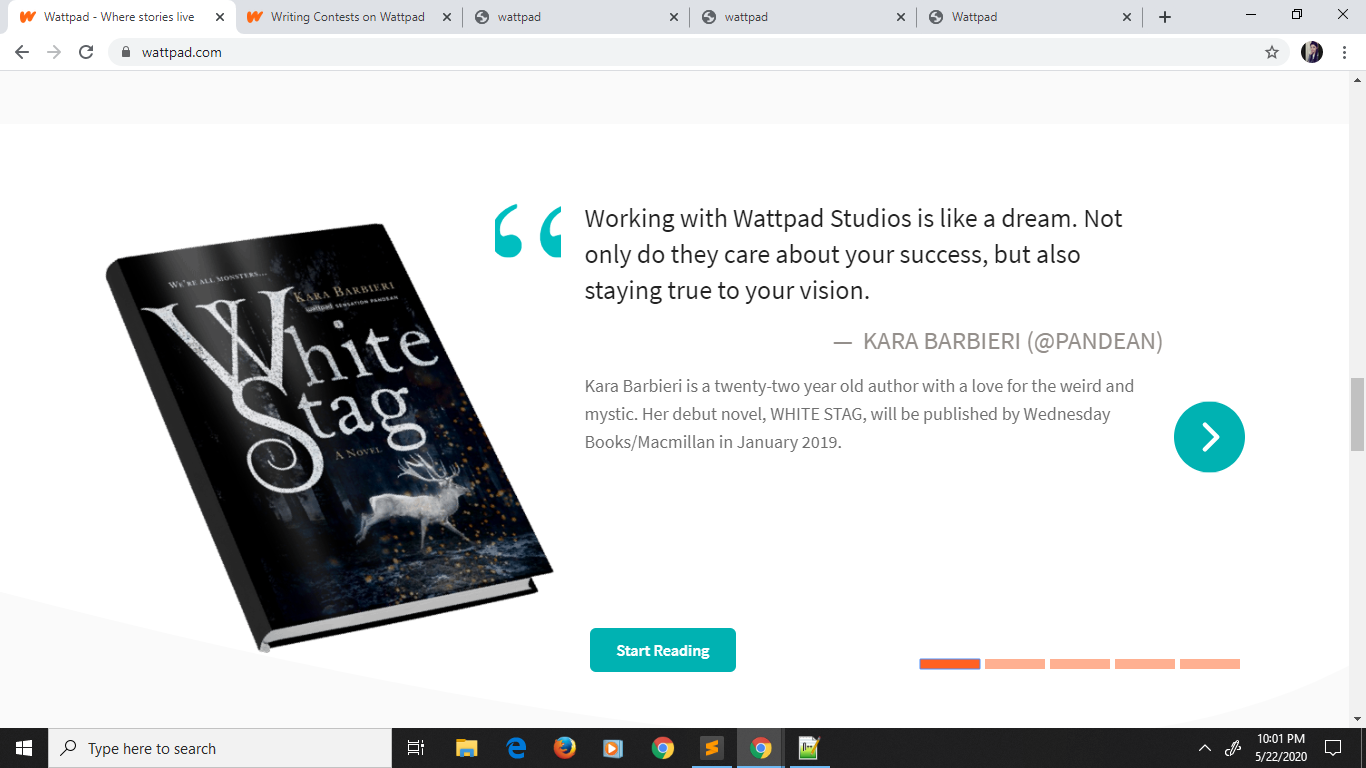 Wattpad - Where stories live
Writing Contests on Wattpad
wattpad
wattpad
Wattpad
wattpad.com
WE'RE ALL MONSTERS...
KARA BARBIERI
WATTPAD SENSATION PANDEAN
White
Stag
A NOVEL
Working with Wattpad Studios is like a dream. Not
only do they care about your success, but also
staying true to your vision.
— KARA BARBIERI (@PANDEAN)
Kara Barbieri is a twenty-two year old author with a love for the weird and
mystic. Her debut novel, WHITE STAG, will be published by Wednesday
Books/Macmillan in January 2019.
Start Reading
Type here to search
10:01 PM
5/22/2020